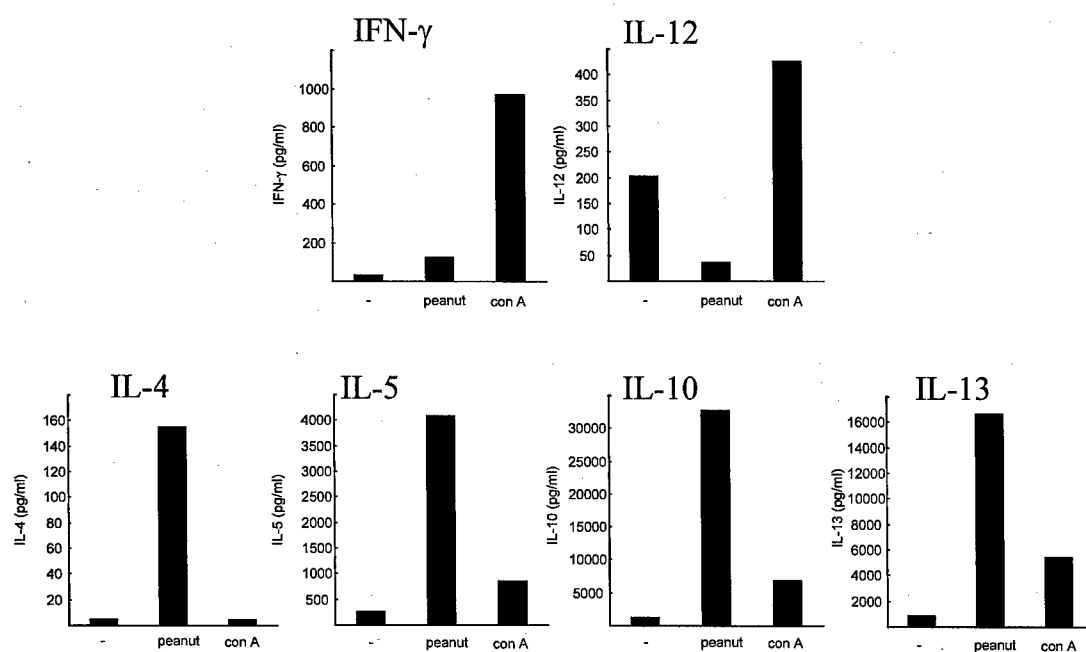 IFN-γ
IFN-γ (pg/ml)
1000
800
600
400
200
-
peanut
con A
IL-12
IL-12 (pg/ml)
400
350
300
250
200
150
100
50
-
peanut
con A
IL-4
IL-4 (pg/ml)
160
140
120
100
80
60
40
20
-
peanut
con A
IL-5
IL-5 (pg/ml)
4000
3500
3000
2500
2000
1500
1000
500
-
peanut
con A
IL-10
IL-10 (pg/ml)
30000
25000
20000
15000
10000
5000
-
peanut
con A
IL-13
IL-13 (pg/ml)
16000
14000
12000
10000
8000
6000
4000
2000
-
peanut
con A